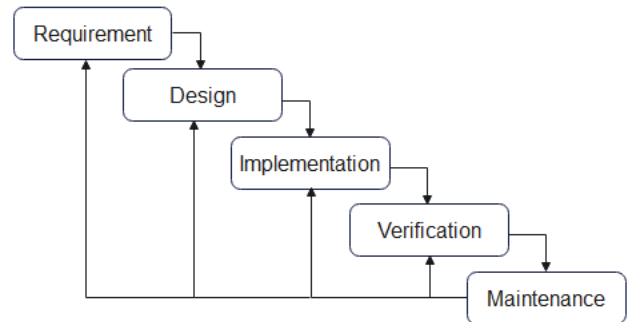 Requirement
Design
Implementation
Verification
Maintenance